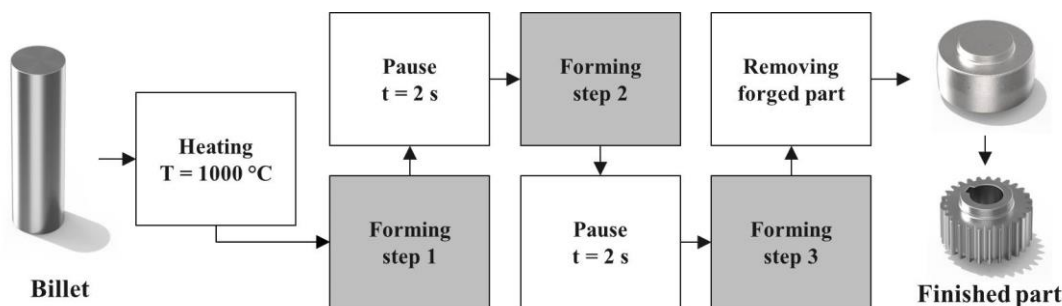 Billet
Heating
T = 1000 °C
Forming
step 1
Pause
t = 2 s
Forming
step 2
Pause
t = 2 s
Forming
step 3
Removing
forged part
Finished part